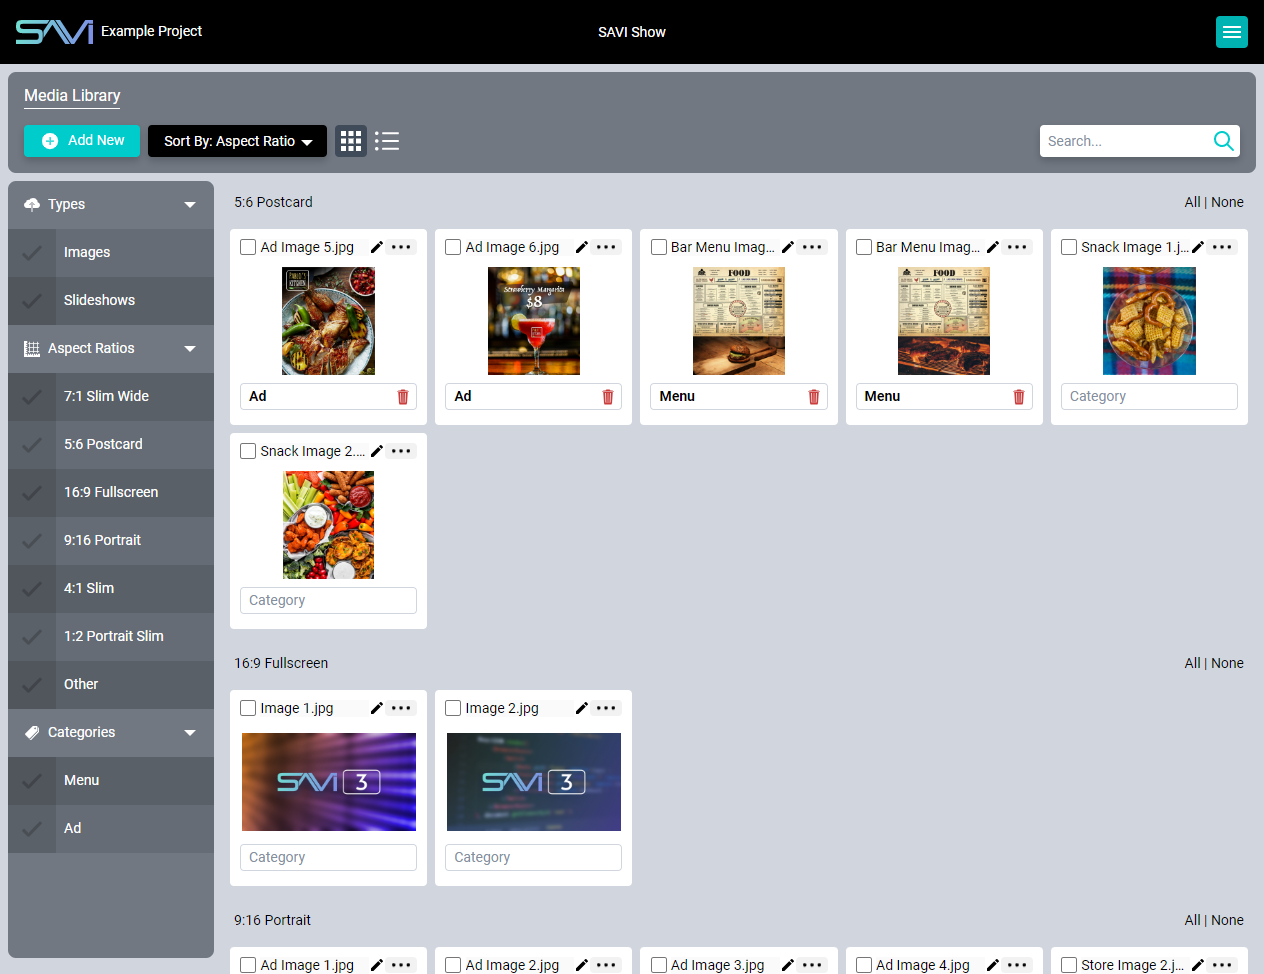 SAVI Example Project
SAVI Show
Media Library
Add New
Sort By: Aspect Ratio
Search...
Types
Images
Slideshows
Aspect Ratios
7:1 Slim Wide
5:6 Postcard
16:9 Fullscreen
9:16 Portrait
4:1 Slim
1:2 Portrait Slim
Other
Categories
Menu
Ad
5:6 Postcard
All | None
Ad Image 5.jpg
Ad Image 6.jpg
Bar Menu Imag...
Bar Menu Imag...
Snack Image 1.j...
PABLO'S
KITCHEN
Strawberry Margarita
$8
FOOD
FOOD
Ad
Ad
Menu
Menu
Category
Snack Image 2....
Category
16:9 Fullscreen
All | None
Image 1.jpg
Image 2.jpg
SAVI 3
SAVI 3
Category
Category
9:16 Portrait
All | None
Ad Image 1.jpg
Ad Image 2.jpg
Ad Image 3.jpg
Ad Image 4.jpg
Store Image 2.j...